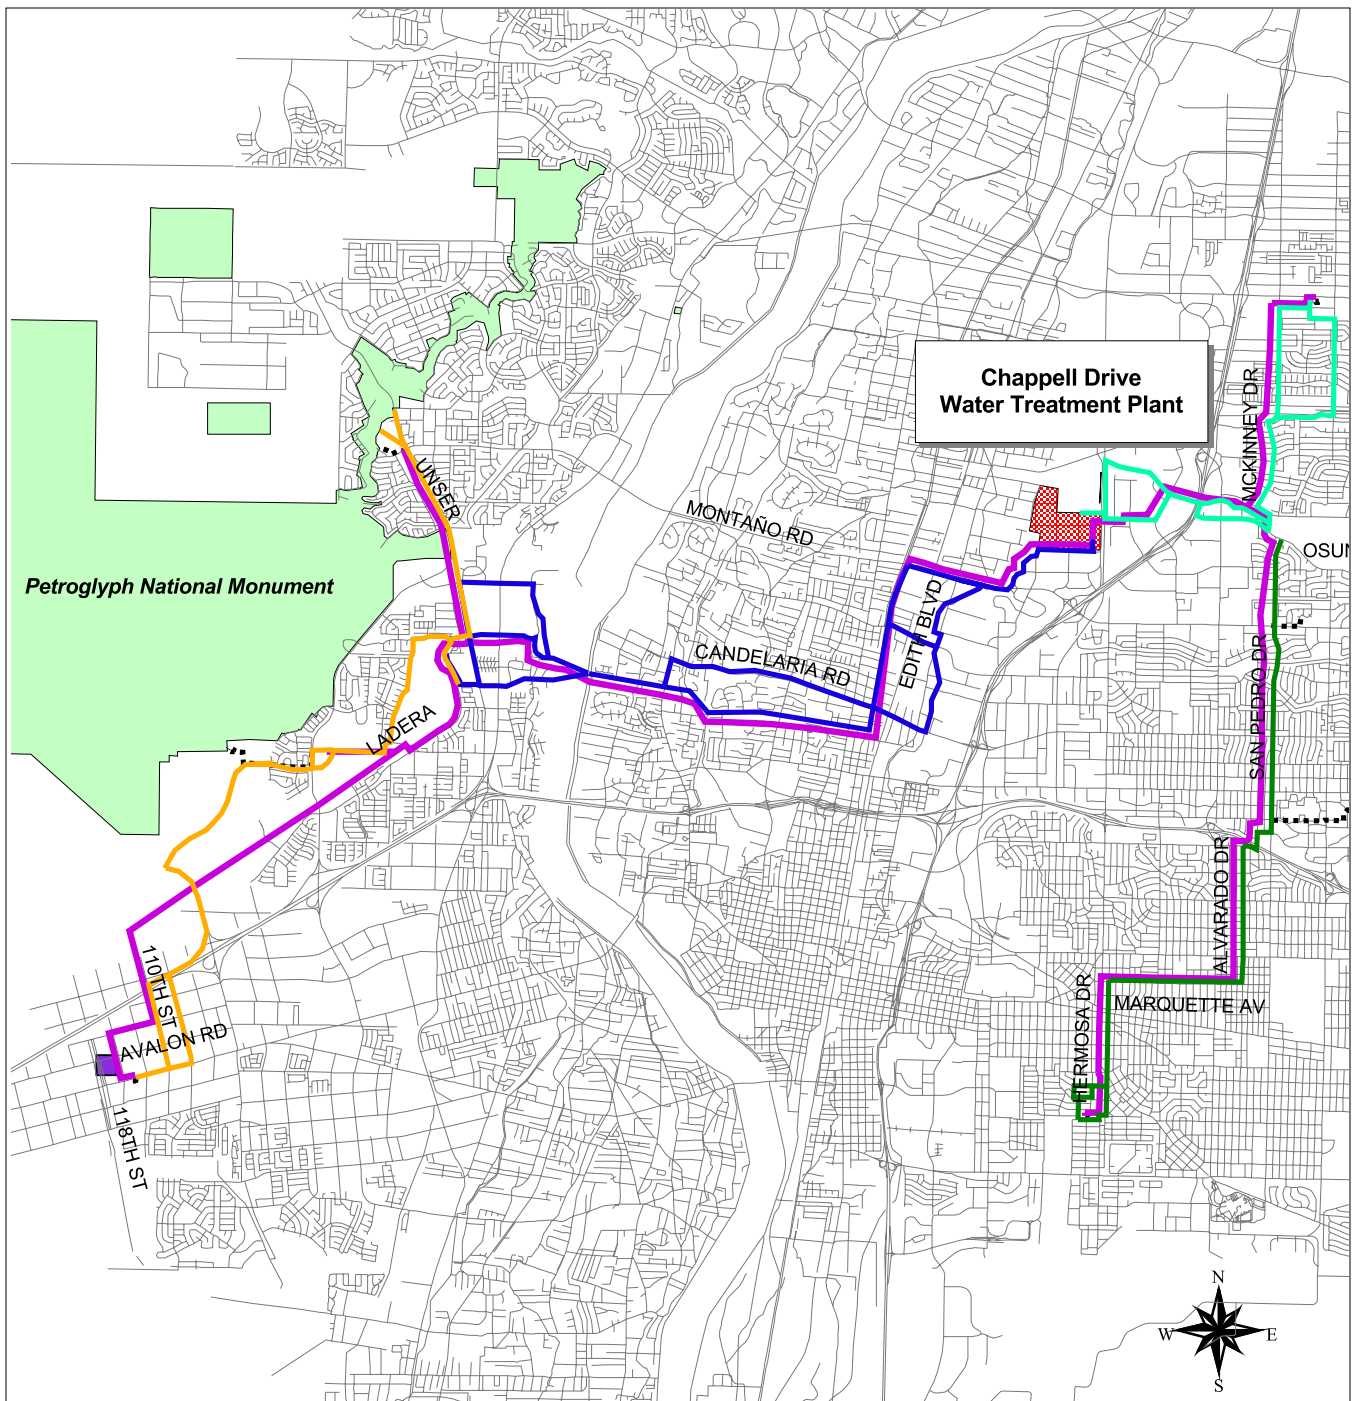 Chappell Drive
Water Treatment Plant
MCKINNEY DR
UNSER
MONTAÑO RD
OSUN
Petroglyph National Monument
EDITH BLVD
CANDELARIA RD
SAN PEDRO DR
LADERA
ALVARADO DR
110TH ST
HERMOSA DR
MARQUETTE AV
AVALON RD
118TH ST
N
W
E
S